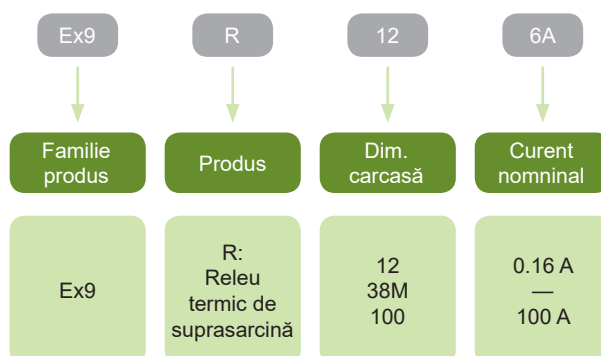 Ex9
R
12
6A
Familie
produs
Produs
Dim.
carcasă
Curent
nomninal
Ex9
R:
Releu
termic de
suprasarcină
12
38M
100
0.16 A
—
100 A